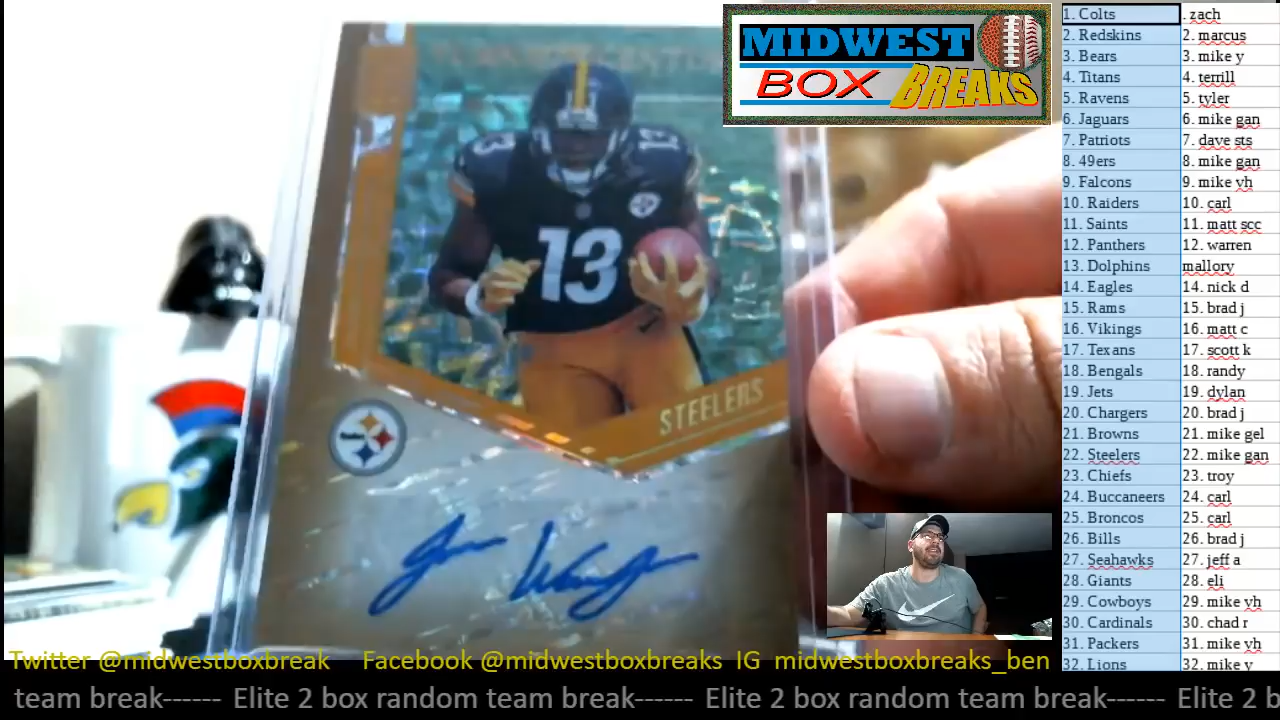 MIDWEST
BOX BREAKS
13
13
13
STEELERS
1. Colts . zach
2. Redskins 2. marcus
3. Bears 3. mike y
4. Titans 4. terrill
5. Ravens 5. tyler
6. Jaguars 6. mike gan
7. Patriots 7. dave sts
8. 49ers 8. mike gan
9. Falcons 9. mike vh
10. Raiders 10. carl
11. Saints 11. matt scc
12. Panthers 12. warren
13. Dolphins mallory
14. Eagles 14. nick d
15. Rams 15. brad j
16. Vikings 16. matt c
17. Texans 17. scott k
18. Bengals 18. randy
19. Jets 19. dylan
20. Chargers 20. brad j
21. Browns 21. mike gel
22. Steelers 22. mike gan
23. Chiefs 23. troy
24. Buccaneers 24. carl
25. Broncos 25. carl
26. Bills 26. brad j
27. Seahawks 27. jeff a
28. Giants 28. eli
29. Cowboys 29. mike vh
30. Cardinals 30. chad r
31. Packers 31. mike vh
32. Lions 32. mike y
Twitter @midwestboxbreak Facebook @midwestboxbreaks IG midwestboxbreaks_ben
team break------ Elite 2 box random team break------ Elite 2 box random team break------ Elite 2 b